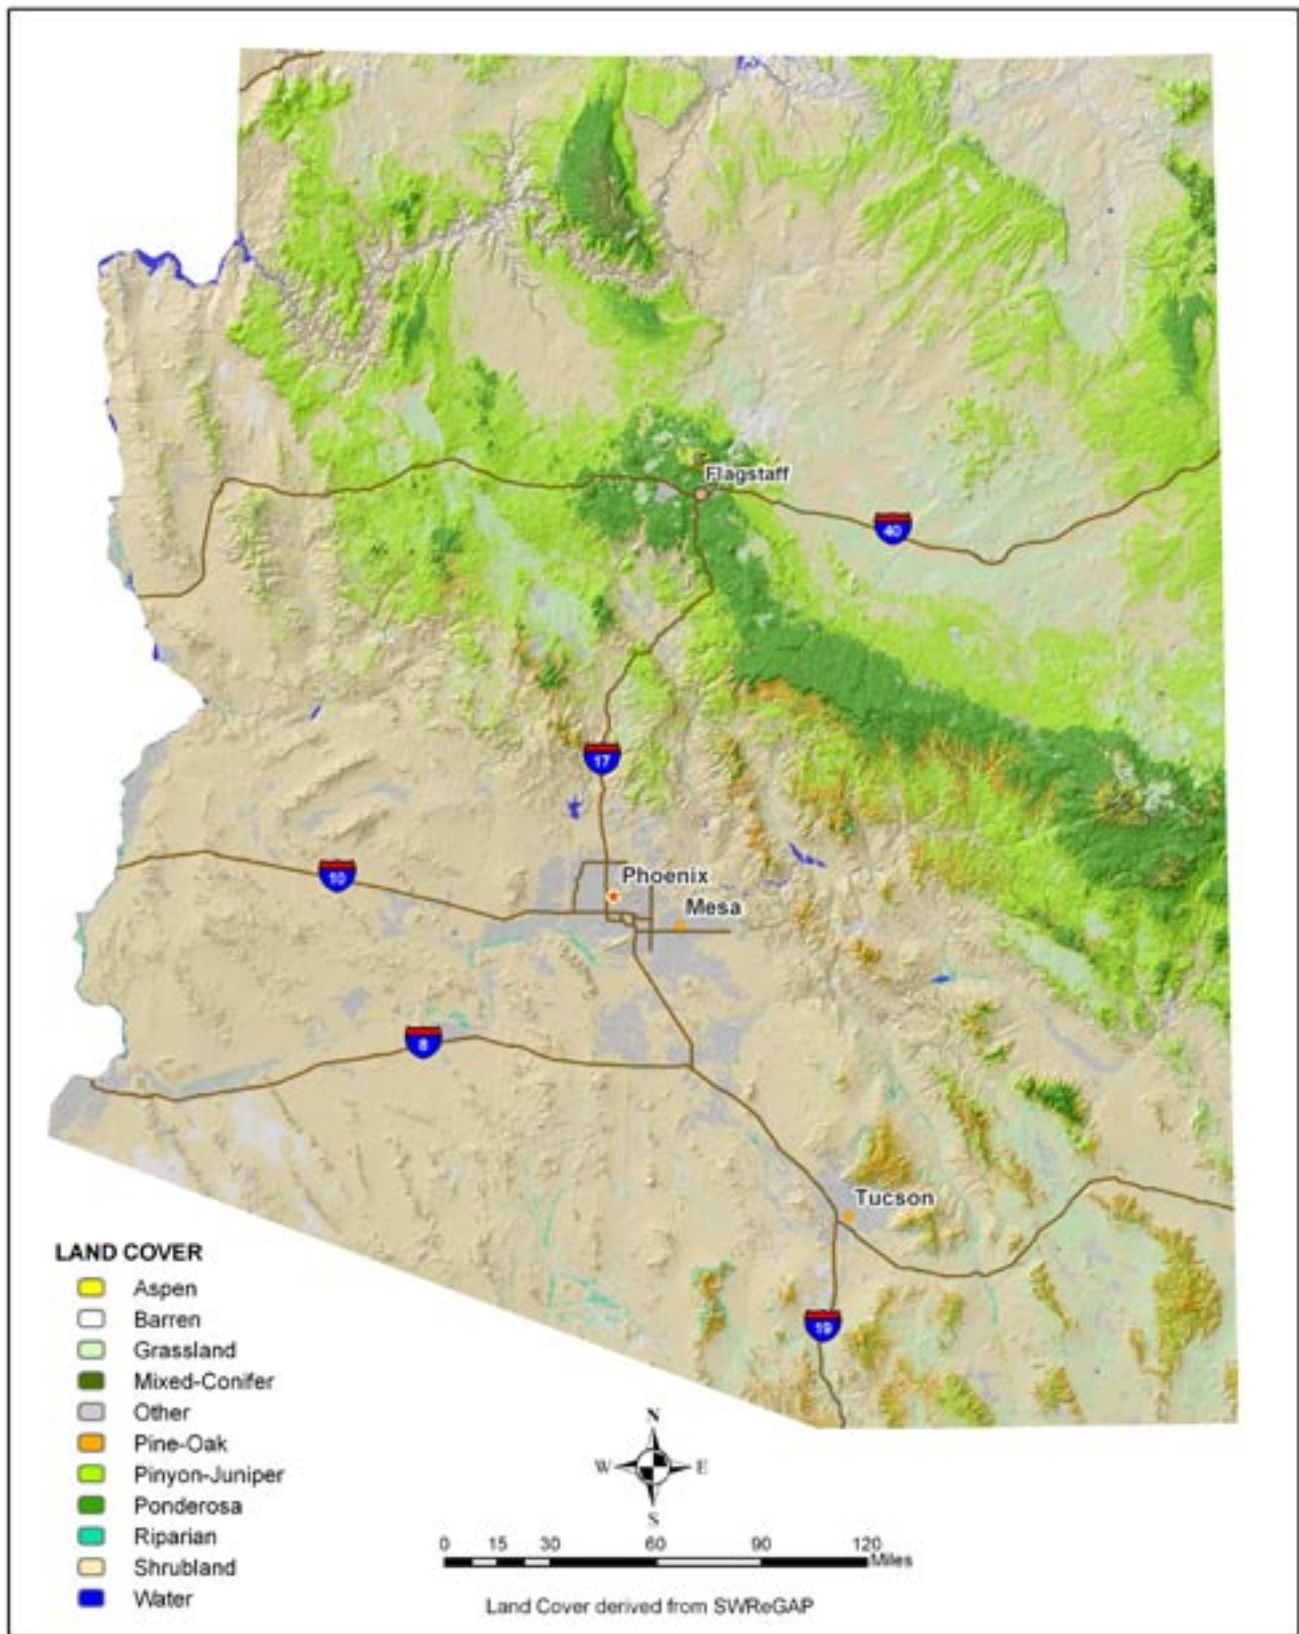 Flagstaff
40
17
10
Phoenix
Mesa
8
Tucson
19
LAND COVER
Aspen
Barren
Grassland
Mixed-Conifer
Other
Pine-Oak
Pinyon-Juniper
Ponderosa
Riparian
Shrubland
Water
N
W E
S
0 15 30 60 90 120
Miles
Land Cover derived from SWReGAP